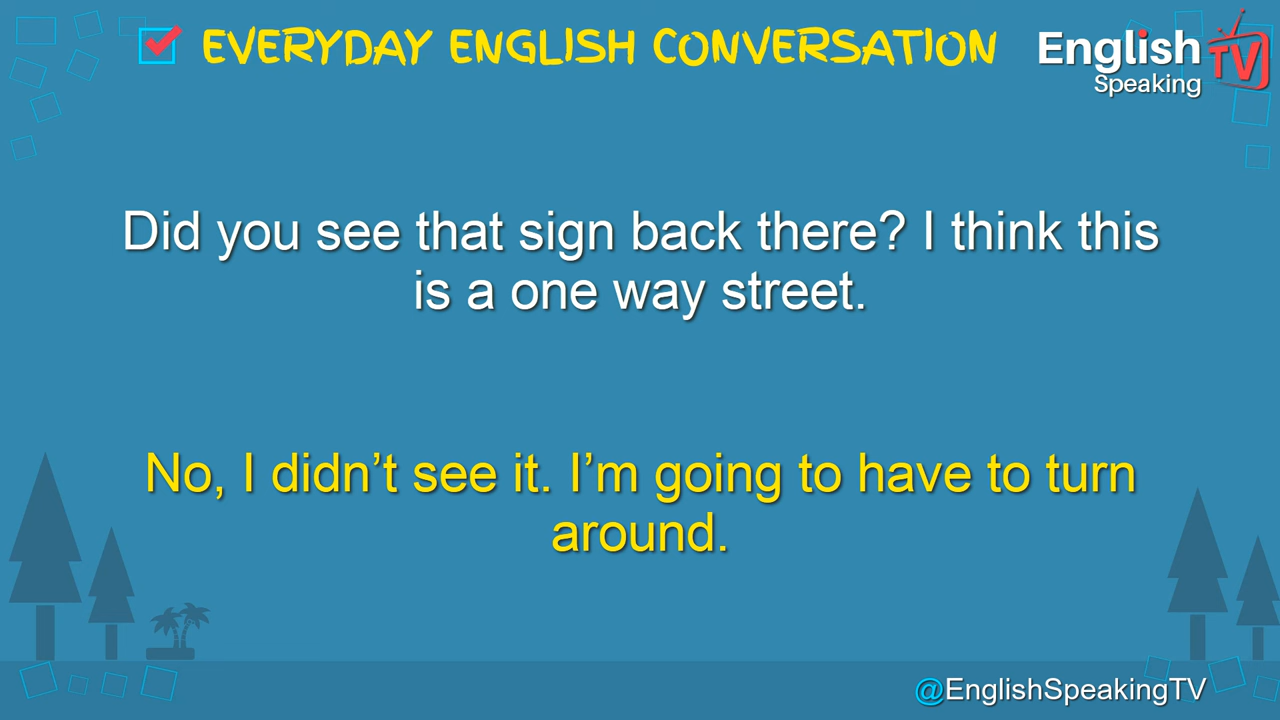 EVERYDAY ENGLISH CONVERSATION
English
Speaking
TV
Did you see that sign back there? I think this
is a one way street.
No, I didn’t see it. I’m going to have to turn
around.
@EnglishSpeakingTV